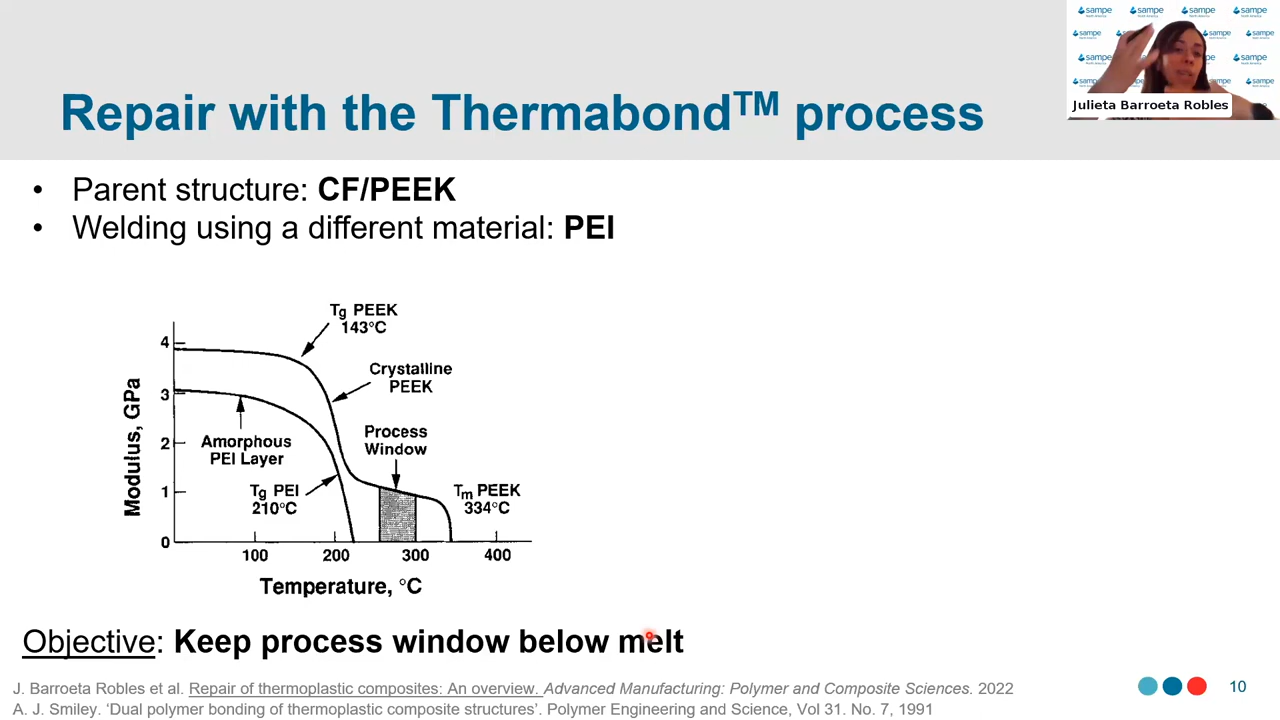 Repair with the Thermabond™ process
sampe
Julieta Barroeta Robles
• Parent structure: CF/PEEK
• Welding using a different material: PEI
Tg PEEK
143°C
Crystalline
PEEK
Process
Window
Amorphous
PEI Layer
Tg PEI
210°C
Tm PEEK
334°C
Modulus, GPa
4
3
2
1
0
100 200 300 400
Temperature, °C
Objective: Keep process window below melt
J. Barroeta Robles et al. Repair of thermoplastic composites: An overview. Advanced Manufacturing: Polymer and Composite Sciences. 2022
A. J. Smiley. ‘Dual polymer bonding of thermoplastic composite structures’. Polymer Engineering and Science, Vol 31. No. 7, 1991
10